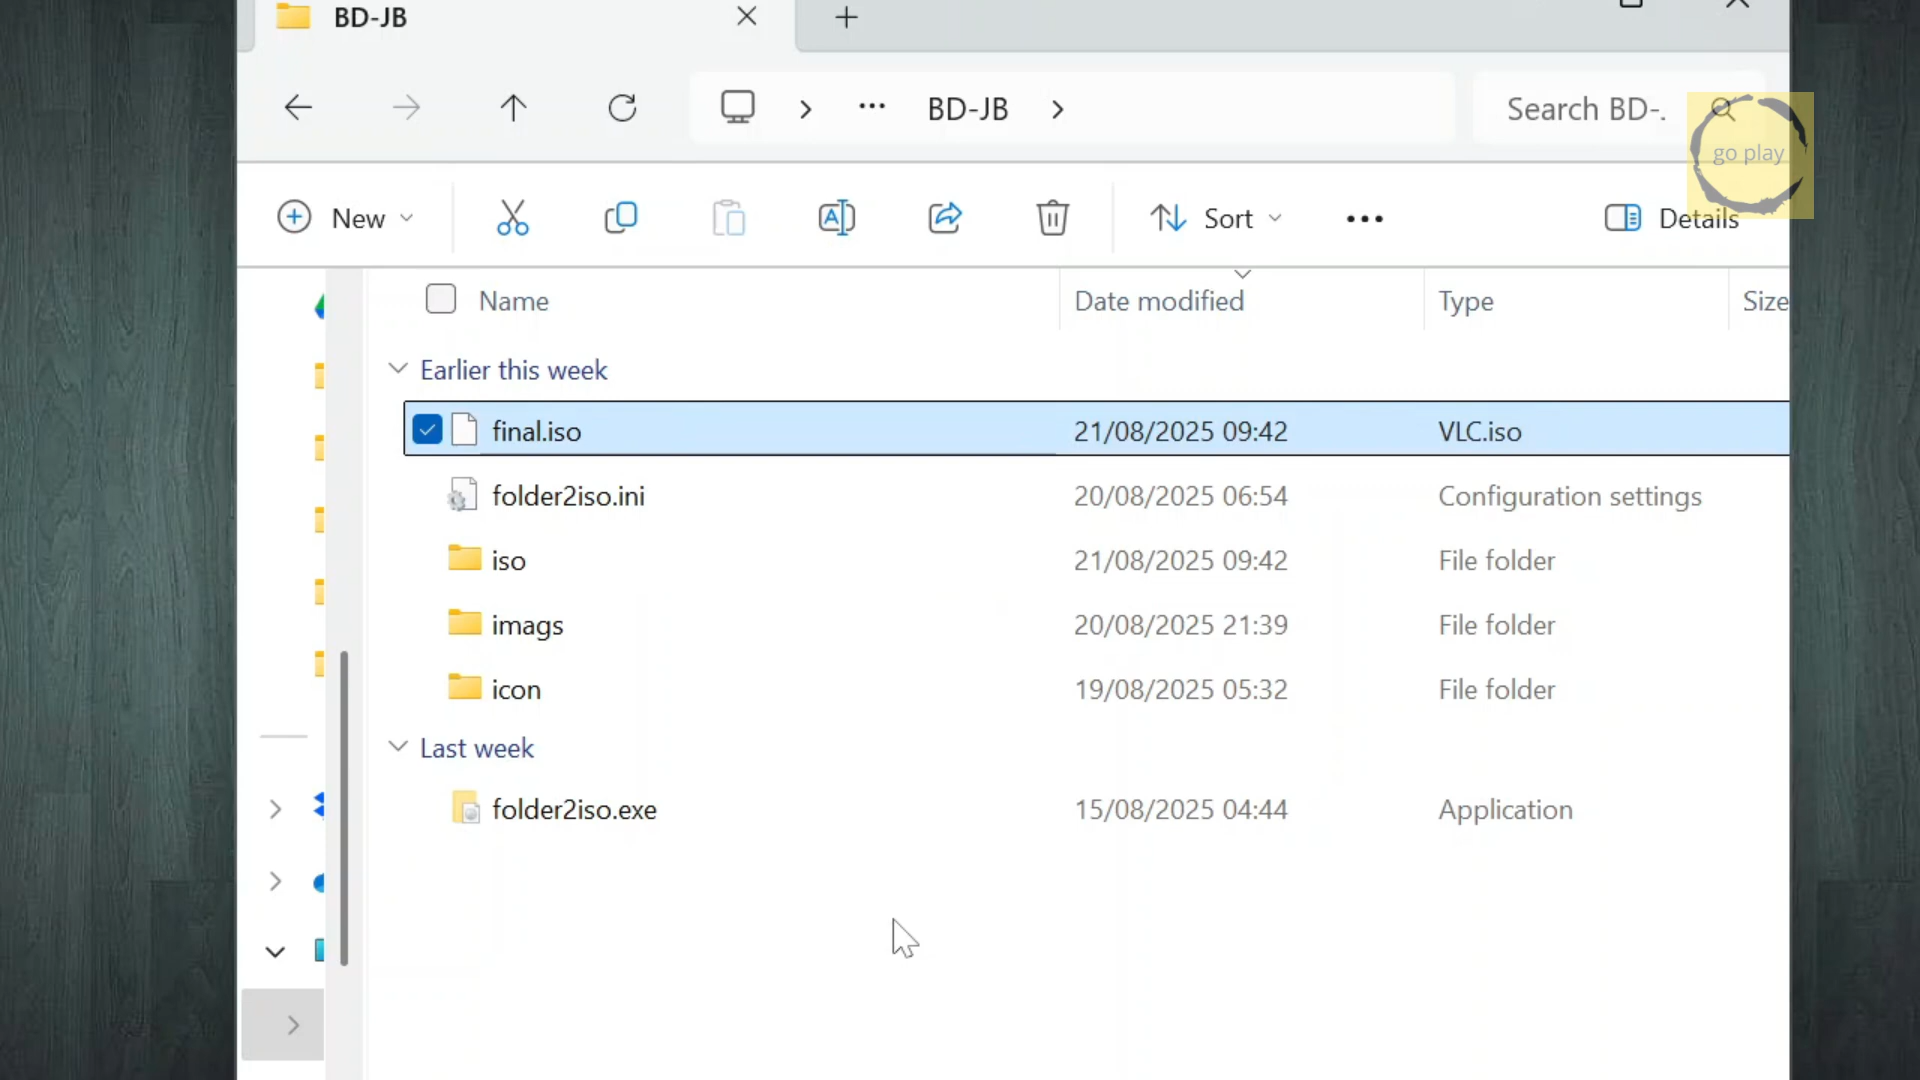 BD-JB
BD-JB
Search BD-.
go play
New
Sort
Details
Name
Date modified
Type
Size
Earlier this week
final.iso 21/08/2025 09:42 VLC.iso
folder2iso.ini 20/08/2025 06:54 Configuration settings
iso 21/08/2025 09:42 File folder
imags 20/08/2025 21:39 File folder
icon 19/08/2025 05:32 File folder
Last week
folder2iso.exe 15/08/2025 04:44 Application